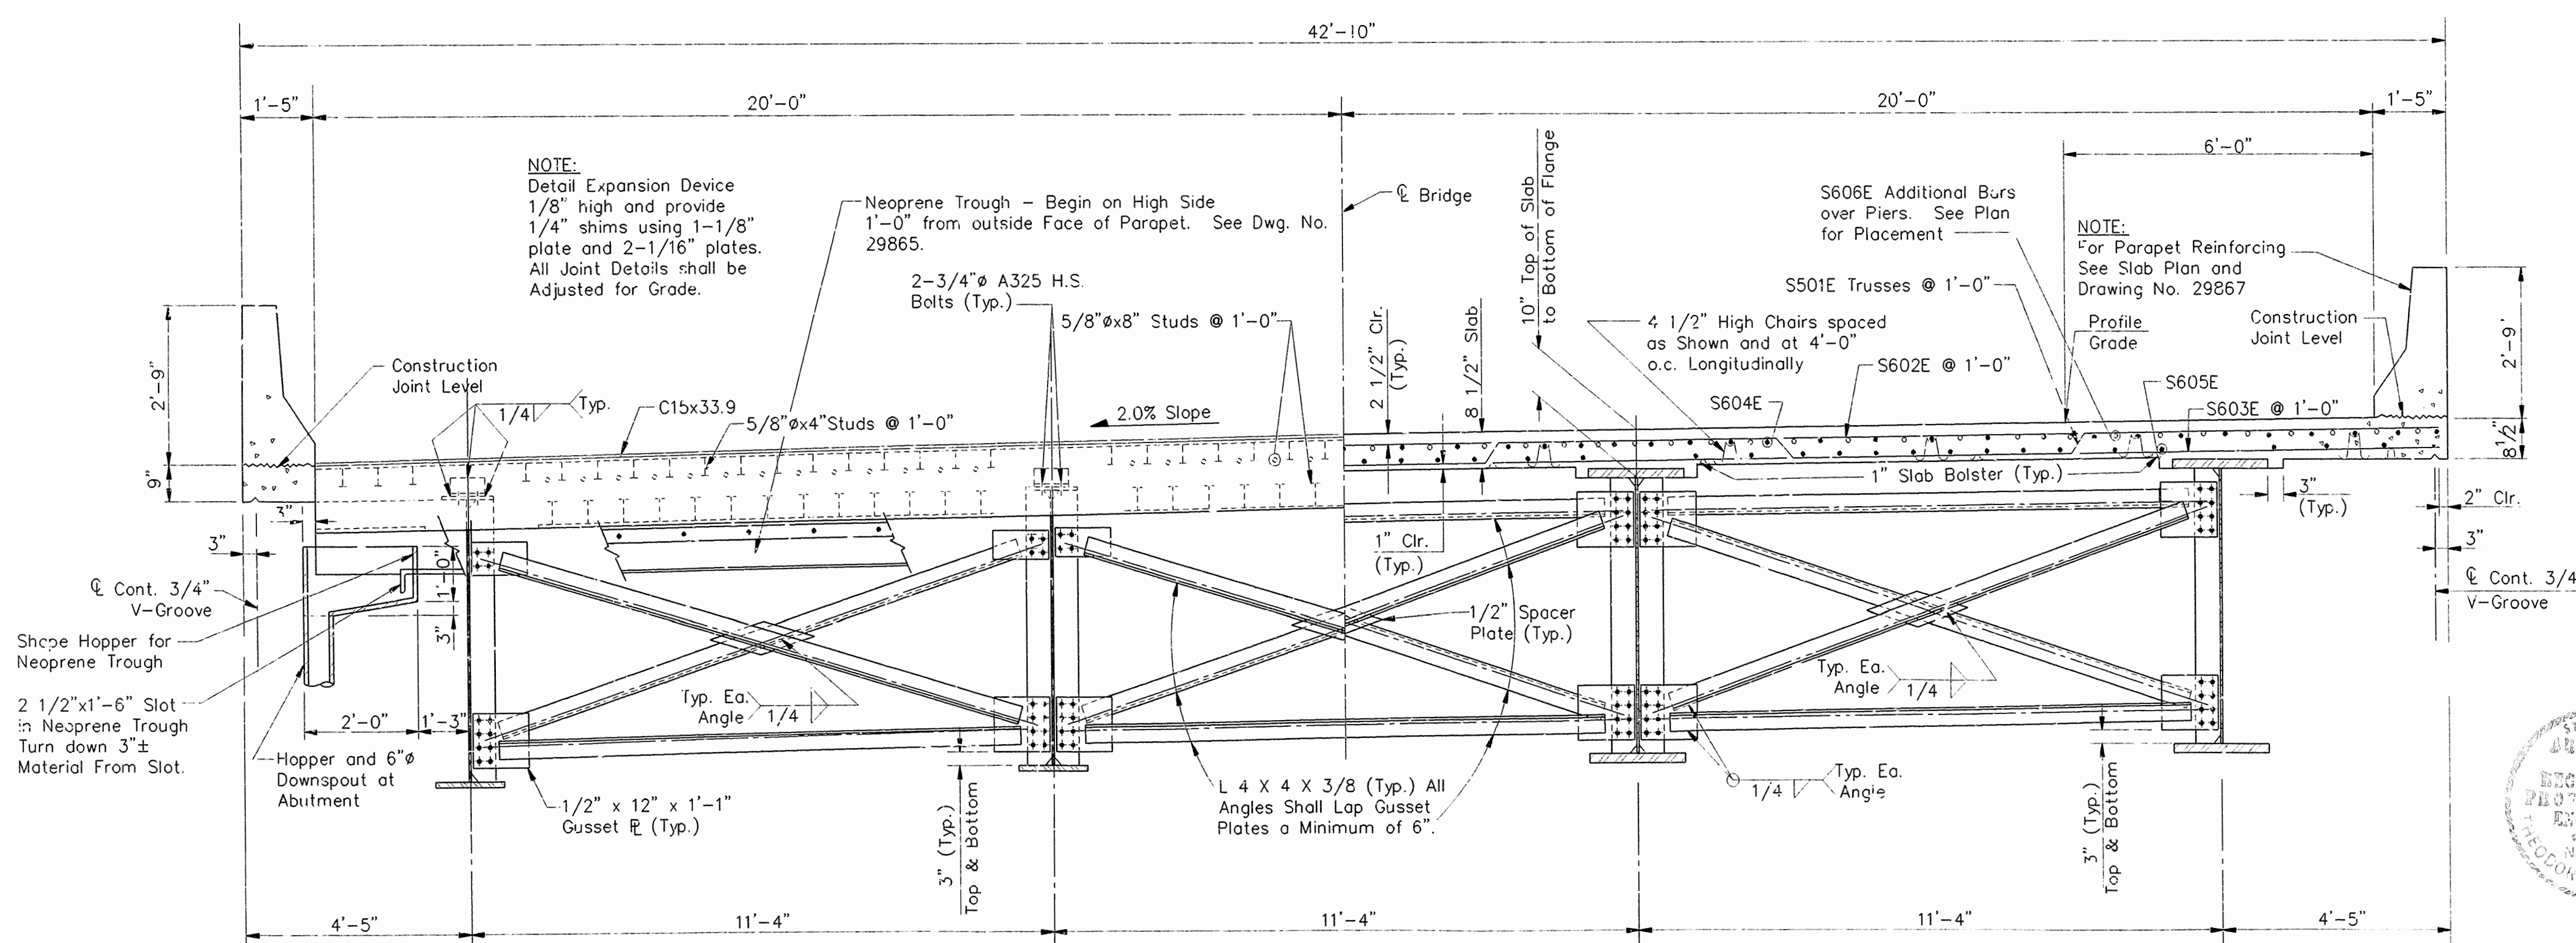 42'-10"
1'-5"
20'-0"
20'-0"
1'-5"
6'-0"
NOTE:
Detail Expansion Device
1/8" high and provide
1/4" shims using 1-1/8"
plate and 2-1/16" plates.
All Joint Details shall be
Adjusted for Grade.
Neoprene Trough - Begin on High Side
1'-0" from outside Face of Parapet. See Dwg. No.
29865.
℄ Bridge
10" Top of Slab
to Bottom of Flange
S606E Additional Bars
over Piers. See Plan
for Placement
NOTE:
For Parapet Reinforcing
See Slab Plan and
Drawing No. 29867
2-3/4"ø A325 H.S.
Bolts (Typ.)
5/8"øx8" Studs @ 1'-0"
S501E Trusses @ 1'-0"
4 1/2" High Chairs spaced
as Shown and at 4'-0"
o.c. Longitudinally
Profile
Grade
Construction
Joint Level
2'-9"
8 1/2"
2'-9"
9"
Construction
Joint Level
1/4
Typ.
C15x33.9
5/8"øx4"Studs @ 1'-0"
2.0% Slope
2 1/2" Clr.
(Typ.)
8 1/2" Slab
S602E @ 1'-0"
S604E
S605E
S603E @ 1'-0"
1" Slab Bolster (Typ.)
3"
(Typ.)
2" Clr.
3"
℄ Cont. 3/4
V-Groove
3"
3"
℄ Cont. 3/4"
V-Groove
1'-0"
3"
1" Clr.
(Typ.)
1/2" Spacer
Plate (Typ.)
Shape Hopper for
Neoprene Trough
2 1/2"x1'-6" Slot
in Neoprene Trough
Turn down 3"±
Material From Slot.
2'-0"
1'-3"
Hopper and 6"ø
Downspout at
Abutment
Typ. Ea.
Angle
1/4
Typ. Ea.
Angle
1/4
1/2" x 12" x 1'-1"
Gusset ℙL (Typ.)
3" (Typ.)
Top & Bottom
L 4 X 4 X 3/8 (Typ.) All
Angles Shall Lap Gusset
Plates a Minimum of 6".
1/4
Typ. Ea.
Angle
3" (Typ.)
Top & Bottom
4'-5"
11'-4"
11'-4"
11'-4"
4'-5"